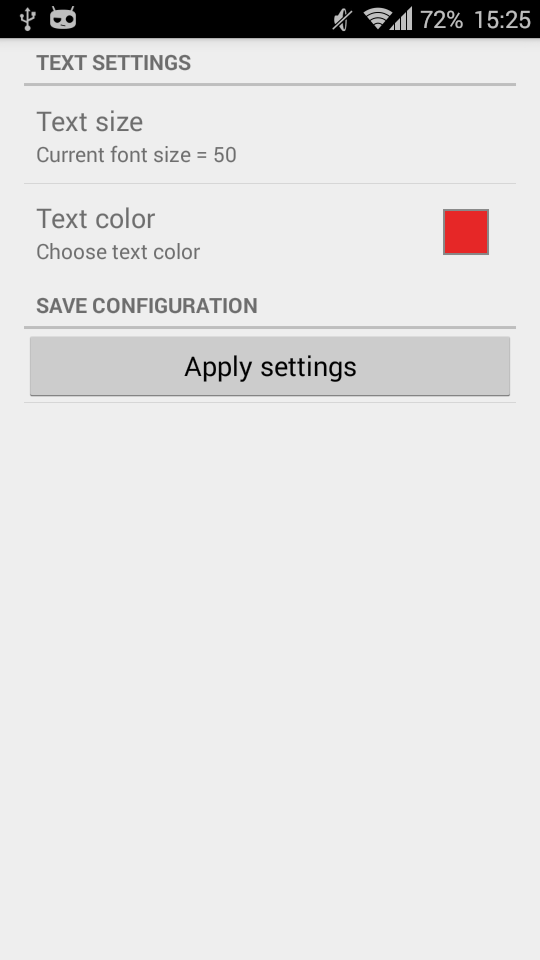 72% 15:25
TEXT SETTINGS
Text size
Current font size = 50
Text color
Choose text color
SAVE CONFIGURATION
Apply settings